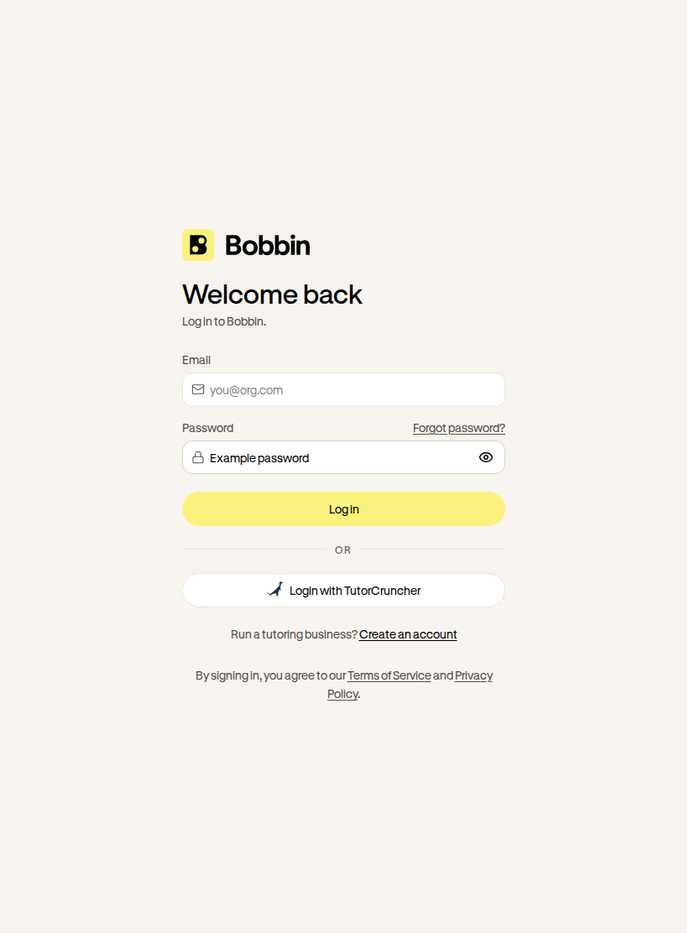 Bobbin
Welcome back
Log in to Bobbin.
Email
you@org.com
Password Forgot password?
Example password
Log in
OR
Login with TutorCruncher
Run a tutoring business? Create an account
By signing in, you agree to our Terms of Service and Privacy
Policy.